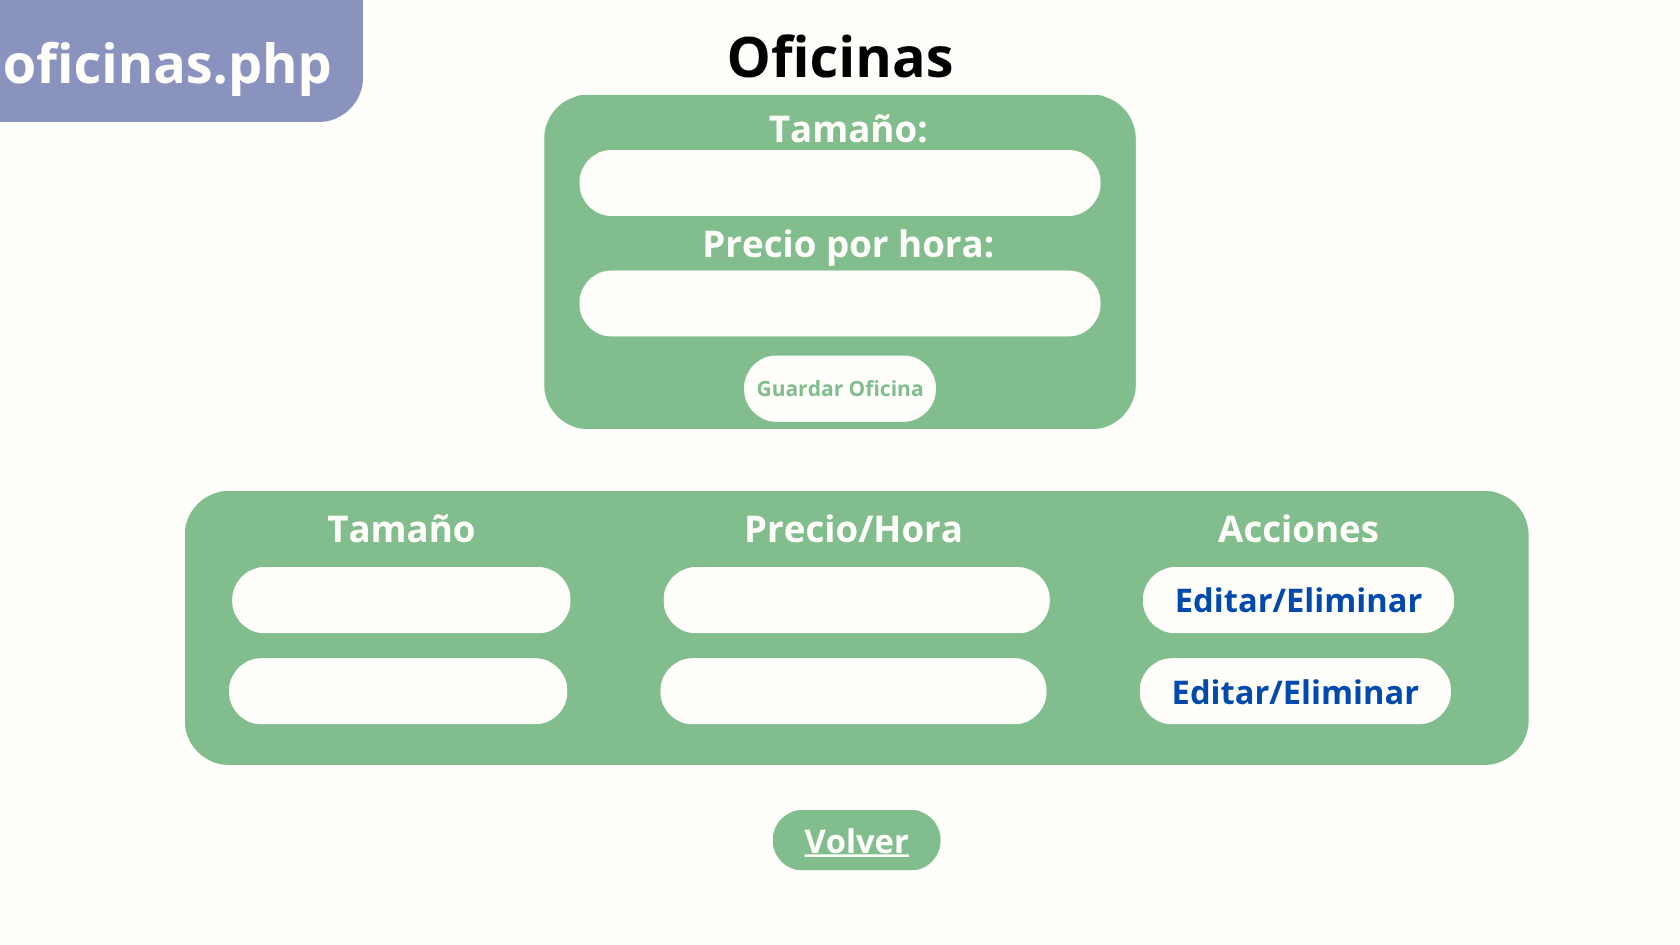 oficinas.php
Oficinas
Tamaño:
Precio por hora:
Guardar Oficina
Tamaño Precio/Hora Acciones
Editar/Eliminar
Editar/Eliminar
Volver